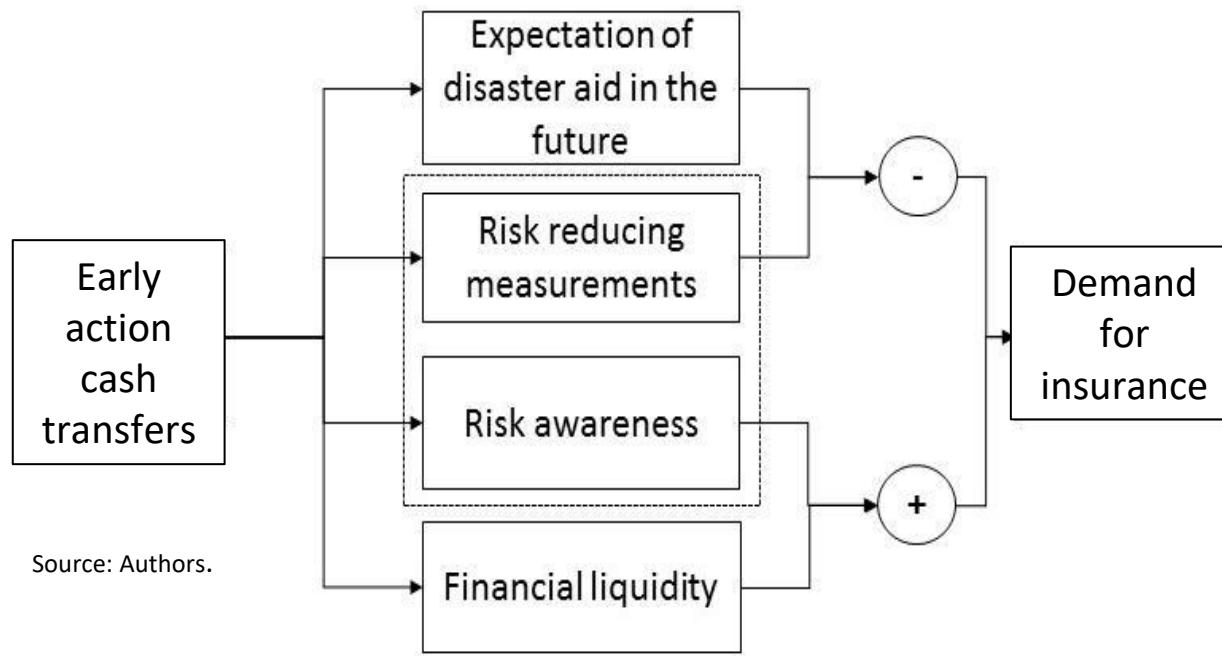 Expectation of
disaster aid in the
future
-
Risk reducing
measurements
Early
action
cash
transfers
Demand
for
insurance
Risk awareness
+
Source: Authors.
Financial liquidity